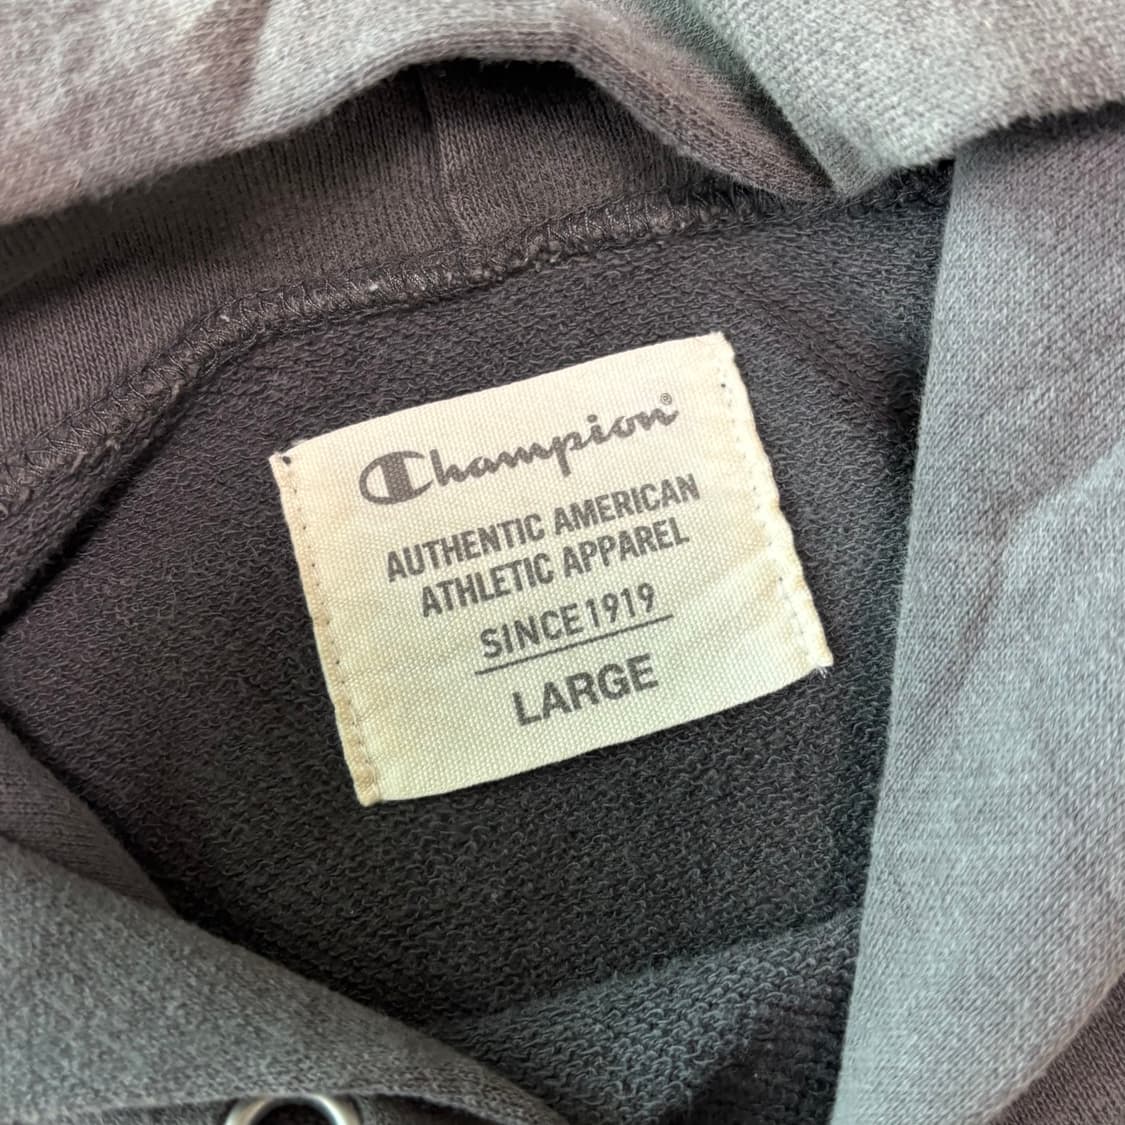 Champion®
AUTHENTIC AMERICAN
ATHLETIC APPAREL
SINCE 1919
LARGE